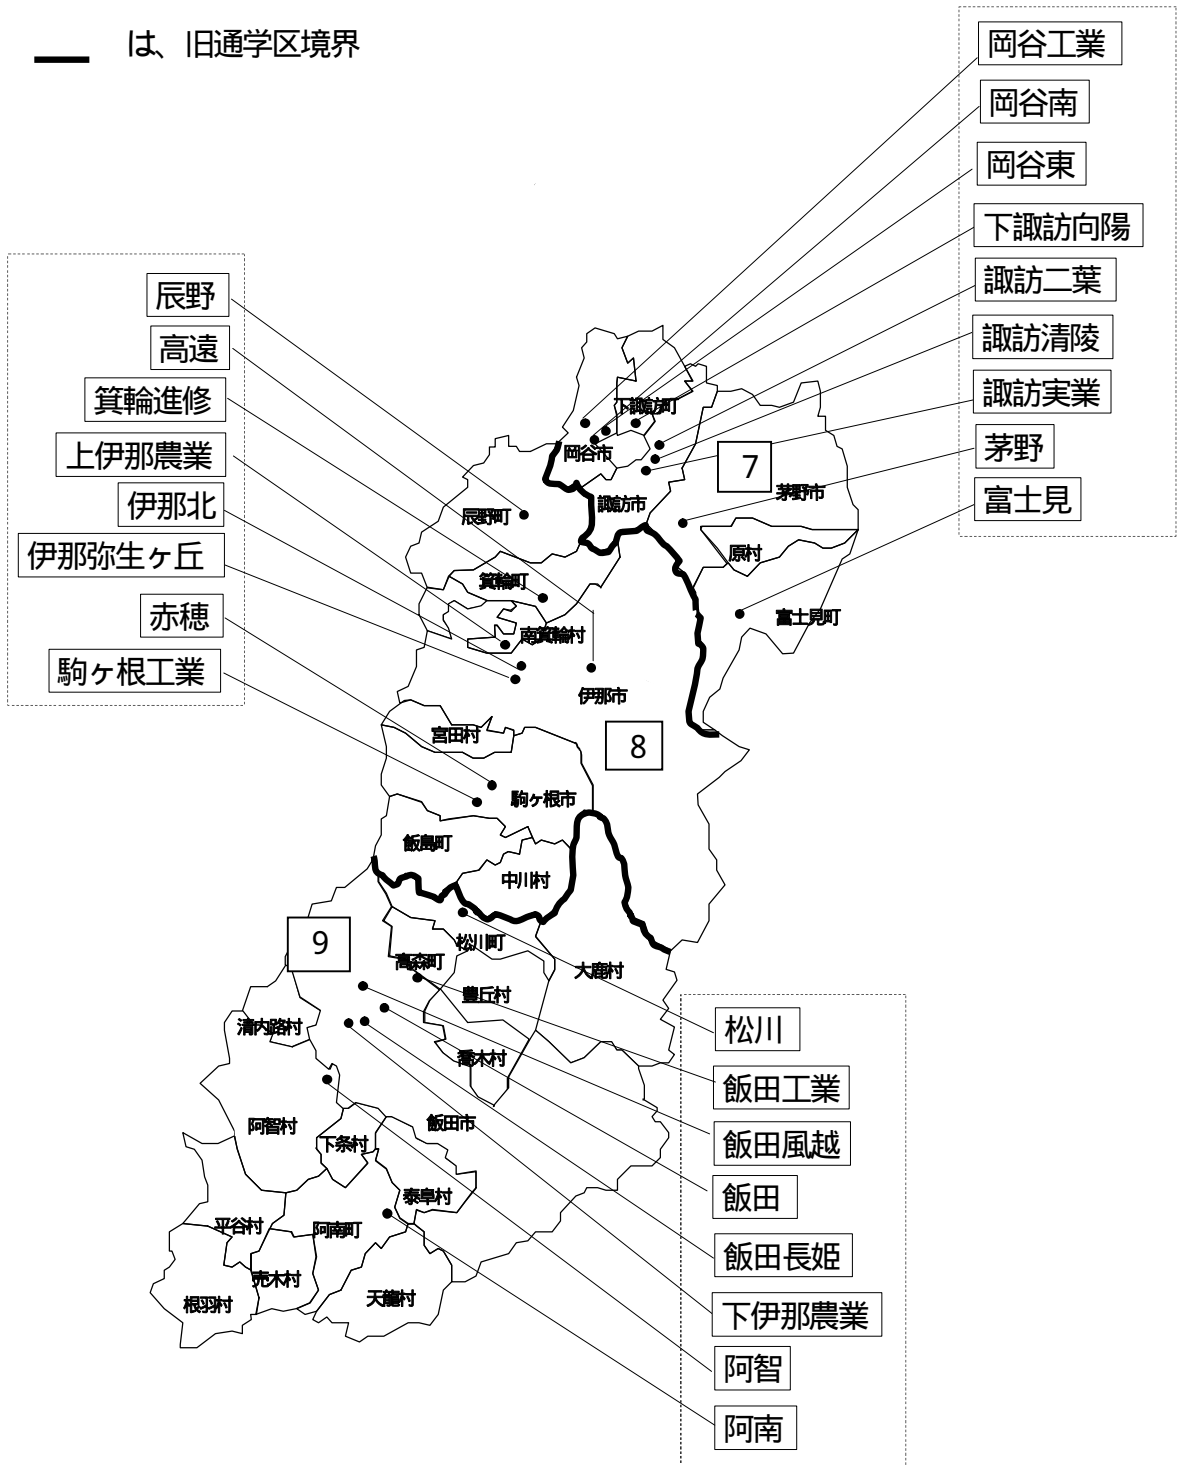 は、旧通学区境界
岡谷工業
岡谷南
岡谷東
下諏訪向陽
諏訪二葉
諏訪清陵
諏訪実業
茅野
富士見
辰野
高遠
箕輪進修
上伊那農業
伊那北
伊那弥生ヶ丘
赤穂
駒ヶ根工業
下諏訪町
岡谷市
7
茅野市
諏訪市
辰野町
原村
箕輪町
富士見町
南箕輪村
伊那市
宮田村
8
駒ヶ根市
飯島町
中川村
9
松川町
高森町
大鹿村
豊丘村
清内路村
喬木村
飯田市
阿智村
下条村
泰阜村
平谷村
阿南町
売木村
根羽村
天龍村
松川
飯田工業
飯田風越
飯田
飯田長姫
下伊那農業
阿智
阿南